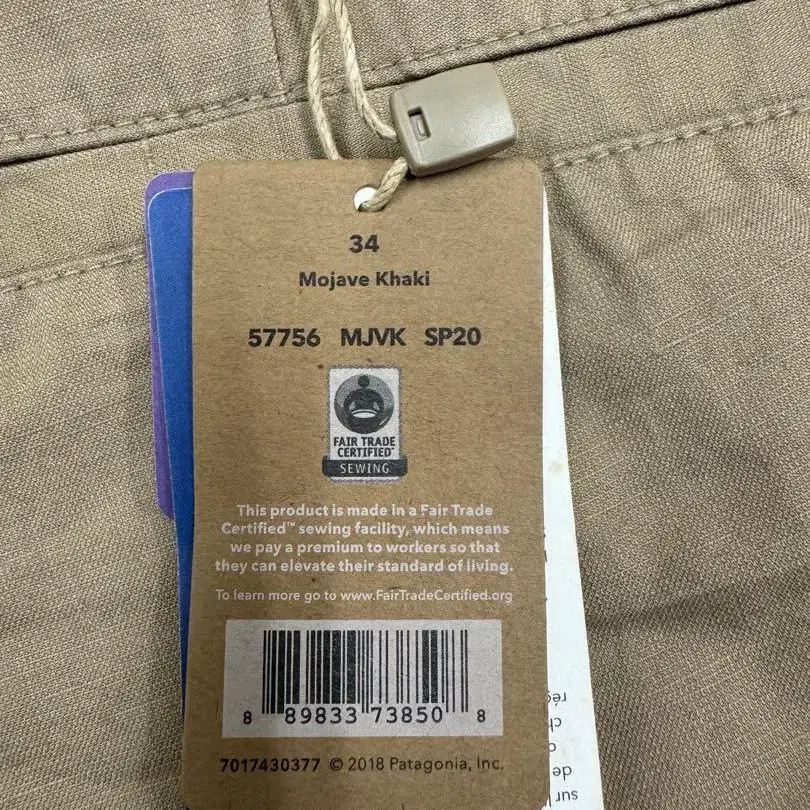 34
Mojave Khaki
57756 MJVK SP20
FAIR TRADE
CERTIFIED™
SEWING
This product is made in a Fair Trade
Certified™ sewing facility, which means
we pay a premium to workers so that
they can elevate their standard of living.
To learn more go to www.FairTradeCertified.org
8 89833 73850 8
7017430377 © 2018 Patagonia, Inc.
de